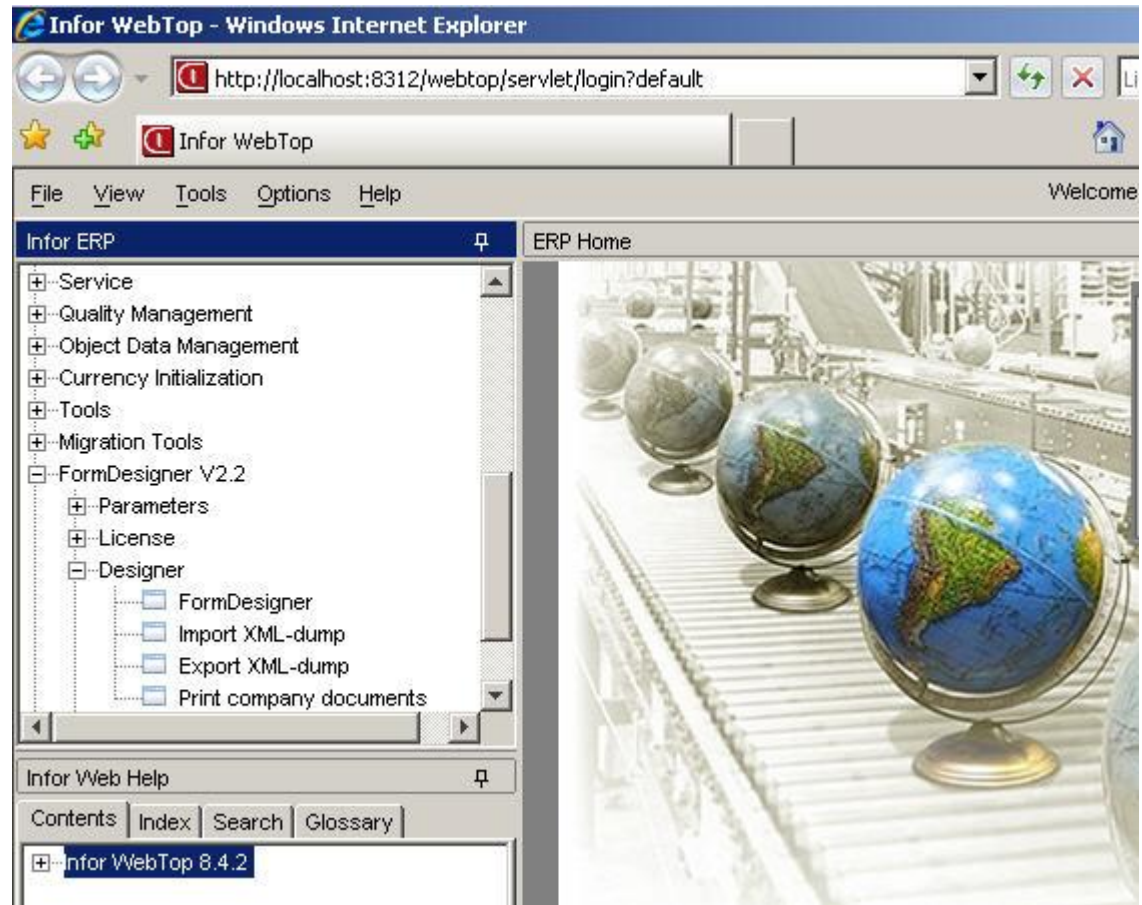 Infor WebTop - Windows Internet Explorer
http://localhost:8312/webtop/servlet/login?default
Li
Infor WebTop
File View Tools Options Help
Welcome
Infor ERP
ERP Home
Service
Quality Management
Object Data Management
Currency Initialization
Tools
Migration Tools
FormDesigner V2.2
Parameters
License
Designer
FormDesigner
Import XML-dump
Export XML-dump
Print company documents
Infor Web Help
Contents Index Search Glossary
Infor WebTop 8.4.2